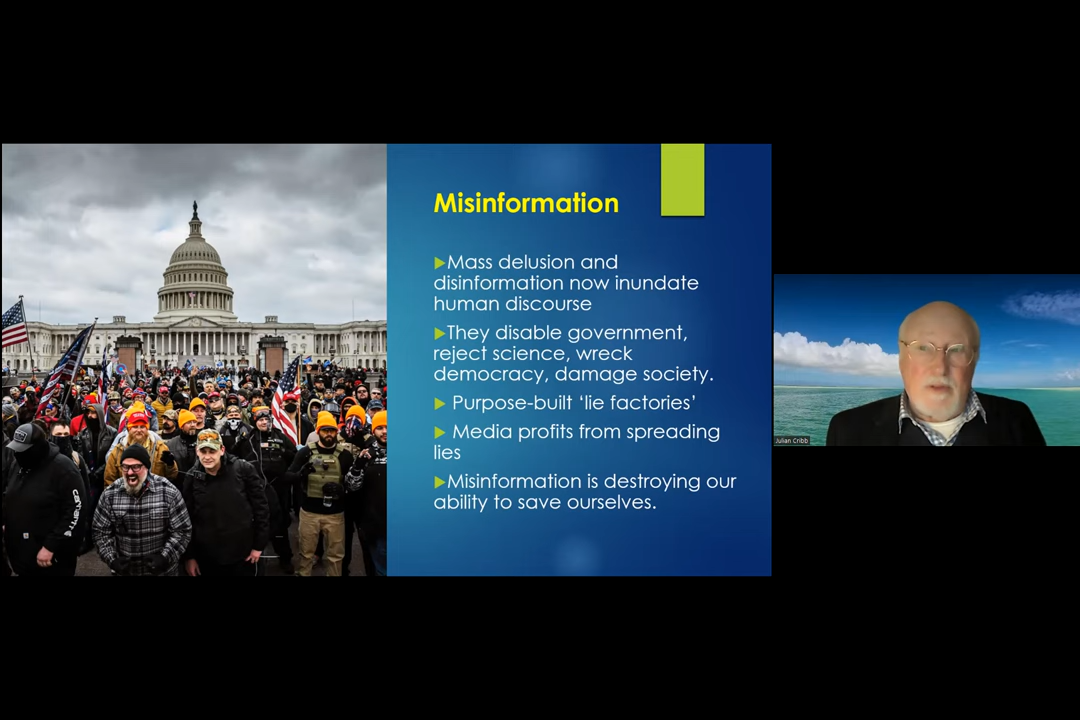 Misinformation
►Mass delusion and
disinformation now inundate
human discourse
►They disable government,
reject science, wreck
democracy, damage society.
► Purpose-built ‘lie factories’
► Media profits from spreading
lies
►Misinformation is destroying our
ability to save ourselves.
Julian Cribb
carhartt